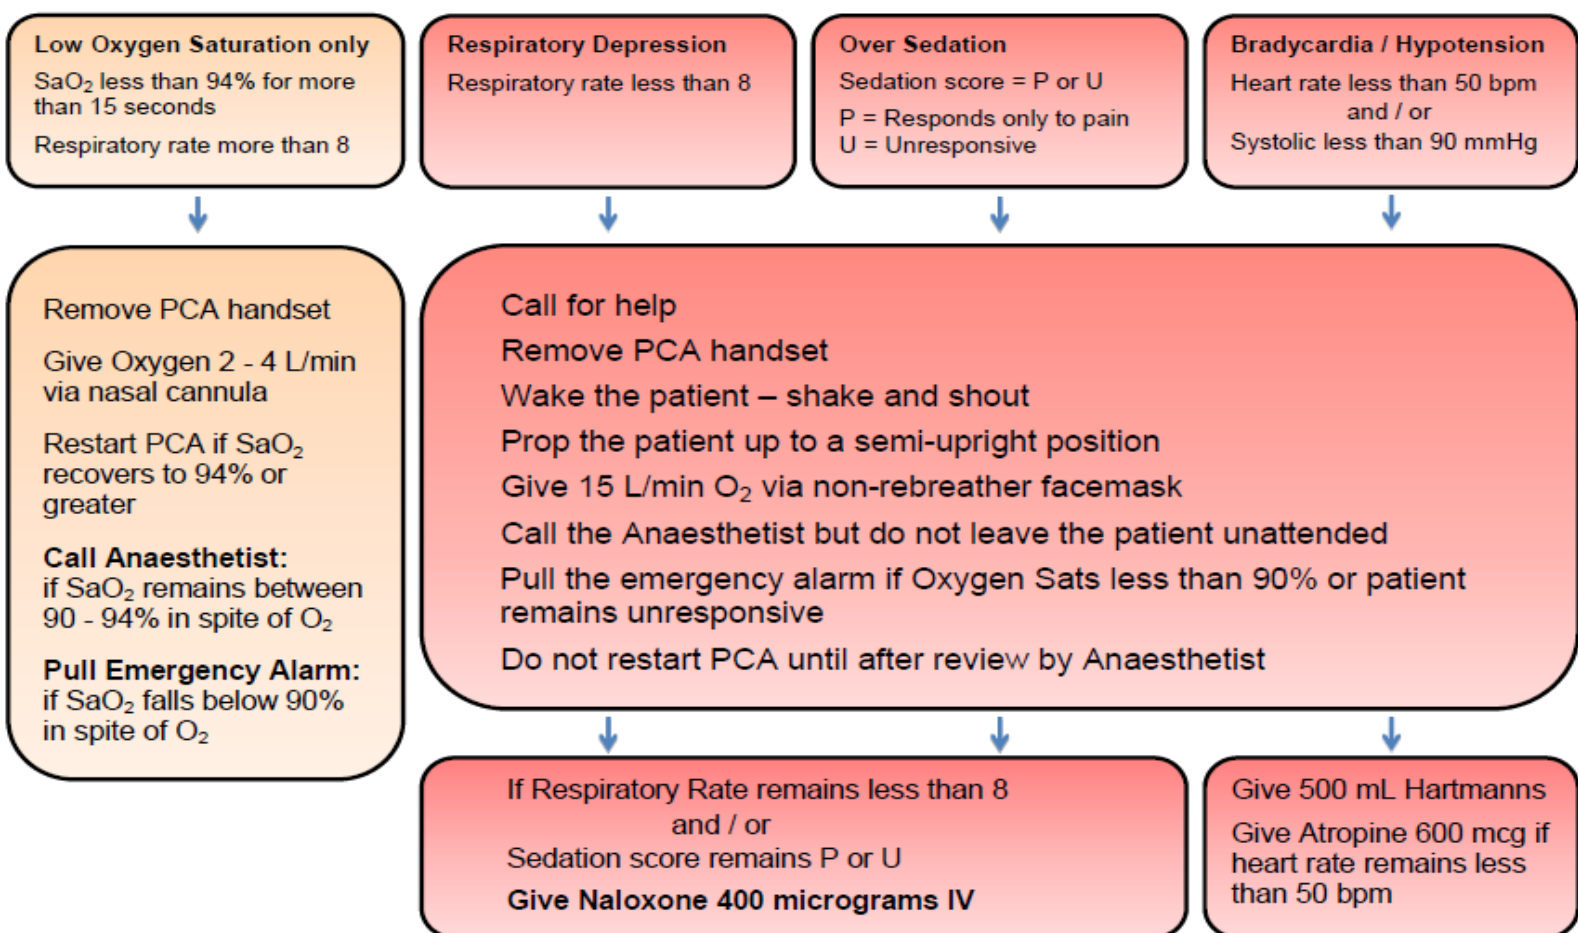 Low Oxygen Saturation only
SaO₂ less than 94% for more
than 15 seconds
Respiratory rate more than 8
Respiratory Depression
Respiratory rate less than 8
Over Sedation
Sedation score = P or U
P = Responds only to pain
U = Unresponsive
Bradycardia / Hypotension
Heart rate less than 50 bpm
and / or
Systolic less than 90 mmHg
Remove PCA handset
Give Oxygen 2 - 4 L/min
via nasal cannula
Restart PCA if SaO₂
recovers to 94% or
greater
Call Anaesthetist:
if SaO₂ remains between
90 - 94% in spite of O₂
Pull Emergency Alarm:
if SaO₂ falls below 90%
in spite of O₂
Call for help
Remove PCA handset
Wake the patient – shake and shout
Prop the patient up to a semi-upright position
Give 15 L/min O₂ via non-rebreather facemask
Call the Anaesthetist but do not leave the patient unattended
Pull the emergency alarm if Oxygen Sats less than 90% or patient
remains unresponsive
Do not restart PCA until after review by Anaesthetist
If Respiratory Rate remains less than 8
and / or
Sedation score remains P or U
Give Naloxone 400 micrograms IV
Give 500 mL Hartmanns
Give Atropine 600 mcg if
heart rate remains less
than 50 bpm